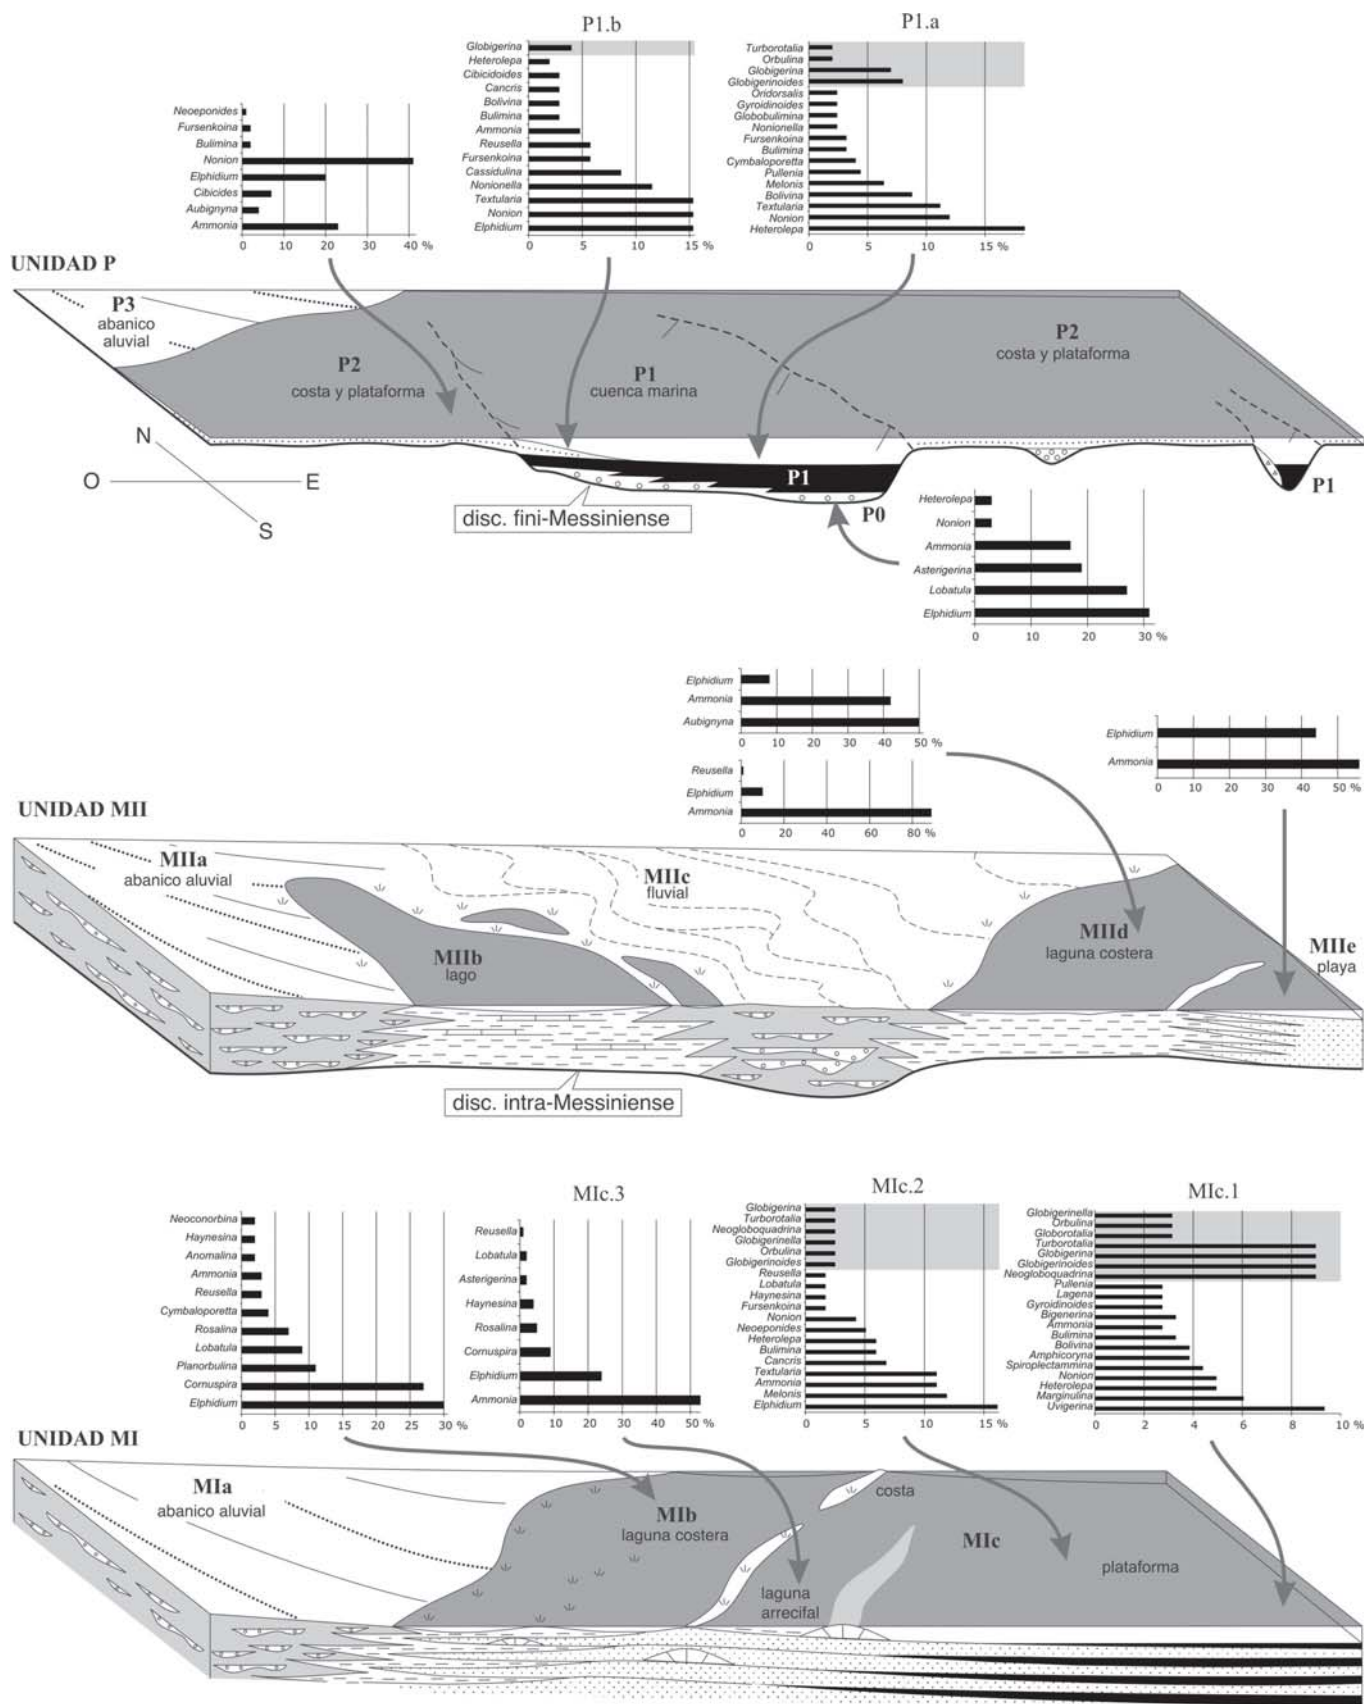 P1.b
P1.a
Globigerina
Heterolepa
Cibicidoides
Cancris
Bolivina
Bulimina
Ammonia
Reusella
Fursenkoina
Cassidulina
Nonionella
Textularia
Nonion
Elphidium
0 5 10 15 %
Turborotalia
Orbulina
Globigerina
Globigerinoides
Oridorsalis
Gyroidinoides
Globobulimina
Nonionella
Fursenkoina
Bulimina
Cymbaloporetta
Pullenia
Melonis
Bolivina
Textularia
Nonion
Heterolepa
0 5 10 15 %
Neoeponides
Fursenkoina
Bulimina
Nonion
Elphidium
Cibicides
Aubignyna
Ammonia
0 10 20 30 40 %
UNIDAD P
P3
abanico
aluvial
P2
costa y plataforma
P1
cuenca marina
P2
costa y plataforma
N
O
E
S
P1
P1
P0
disc. fini-Messiniense
Heterolepa
Nonion
Ammonia
Asterigerina
Lobatula
Elphidium
0 10 20 30 %
Elphidium
Ammonia
Aubignyna
0 10 20 30 40 50 %
Reusella
Elphidium
Ammonia
0 20 40 60 80 %
Elphidium
Ammonia
0 10 20 30 40 50 %
UNIDAD MII
MIIa
abanico aluvial
MIIb
lago
MIIc
fluvial
MIId
laguna costera
MIIe
playa
disc. intra-Messiniense
MIc.3
MIc.2
MIc.1
Neoconorbina
Haynesina
Anomalina
Ammonia
Reusella
Cymbaloporetta
Rosalina
Lobatula
Planorbulina
Cornuspira
Elphidium
0 5 10 15 20 25 30 %
Reusella
Lobatula
Asterigerina
Haynesina
Rosalina
Cornuspira
Elphidium
Ammonia
0 10 20 30 40 50 %
Globigerina
Turborotalia
Neogloboquadrina
Globigerinella
Orbulina
Globigerinoides
Reusella
Lobatula
Haynesina
Fursenkoina
Nonion
Neoeponides
Heterolepa
Bulimina
Cancris
Textularia
Ammonia
Melonis
Elphidium
0 5 10 15 %
Globigerinella
Orbulina
Globorotalia
Turborotalia
Globigerina
Globigerinoides
Neogloboquadrina
Pullenia
Lagena
Gyroidinoides
Bigenerina
Ammonia
Bulimina
Bolivina
Amphicoryna
Spiroplectammina
Nonion
Heterolepa
Marginulina
Uvigerina
0 2 4 6 8 10 %
UNIDAD MI
MIa
abanico aluvial
MIb
laguna costera
costa
MIc
plataforma
laguna
arrecifal